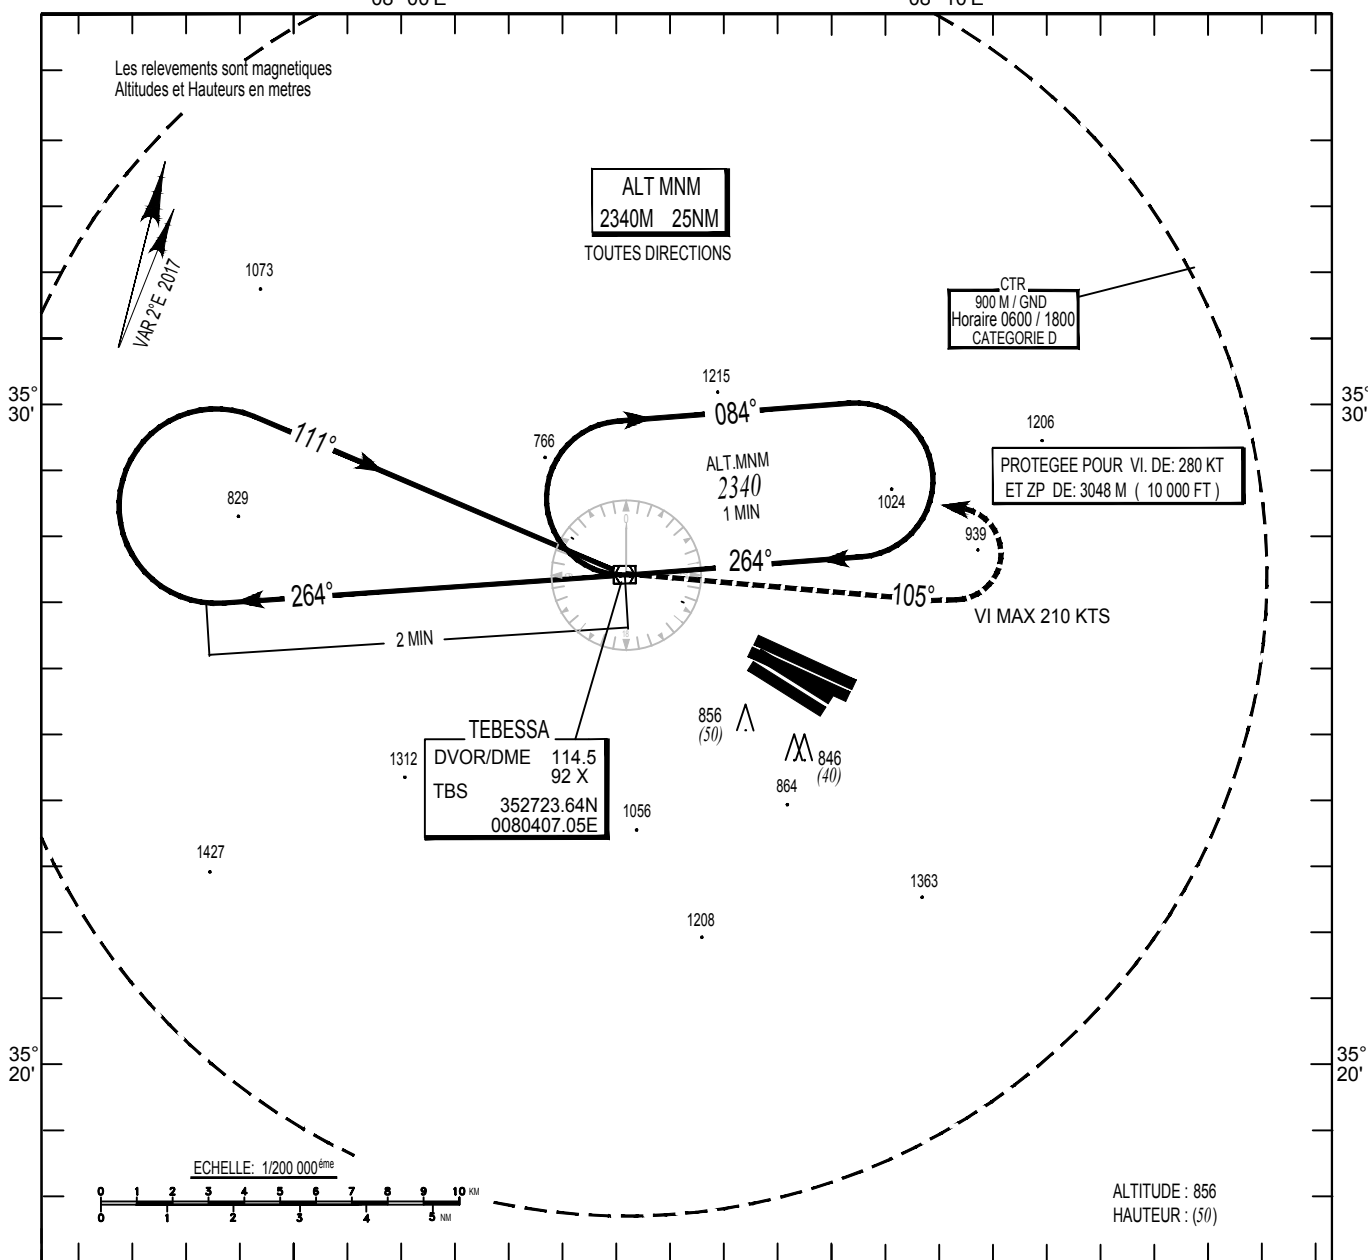 Les relevements sont magnetiques
Altitudes et Hauteurs en metres
VAR 2°E 2017
ALT MNM
2340M 25NM
TOUTES DIRECTIONS
1073
CTR
900 M / GND
Horaire 0600 / 1800
CATEGORIE D
35°
30'
35°
30'
1215
084°
111°
766
1206
ALT.MNM
2340
1 MIN
PROTEGEE POUR VI. DE: 280 KT
ET ZP DE: 3048 M ( 10 000 FT )
829
1024
939
264°
264°
105°
VI MAX 210 KTS
2 MIN
856
(50)
846
(40)
864
TEBESSA
DVOR/DME 114.5
92 X
TBS
352723.64N
0080407.05E
1312
1056
1427
1363
1208
35°
20'
35°
20'
ECHELLE: 1/200 000éme
0 1 2 3 4 5 6 7 8 9 10 KM
0 1 2 3 4 5 NM
ALTITUDE : 856
HAUTEUR : (50)